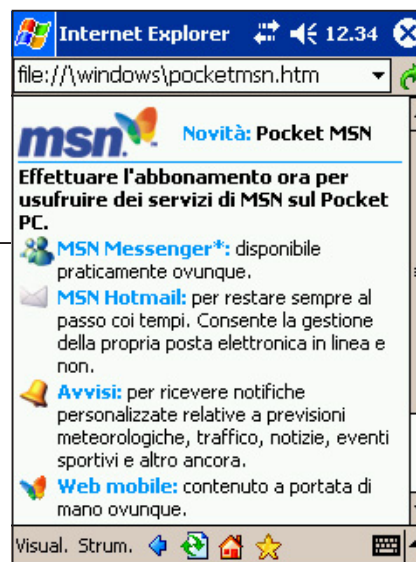 Internet Explorer 12.34
file://\windows\pocketmsn.htm
msn Novità: Pocket MSN
Effettuare l'abbonamento ora per
usufruire dei servizi di MSN sul Pocket
PC.
MSN Messenger*: disponibile
praticamente ovunque.
MSN Hotmail: per restare sempre al
passo coi tempi. Consente la gestione
della propria posta elettronica in linea e
non.
Avvisi: per ricevere notifiche
personalizzate relative a previsioni
meteorologiche, traffico, notizie, eventi
sportivi e altro ancora.
Web mobile: contenuto a portata di
mano ovunque.
Visual. Strum.